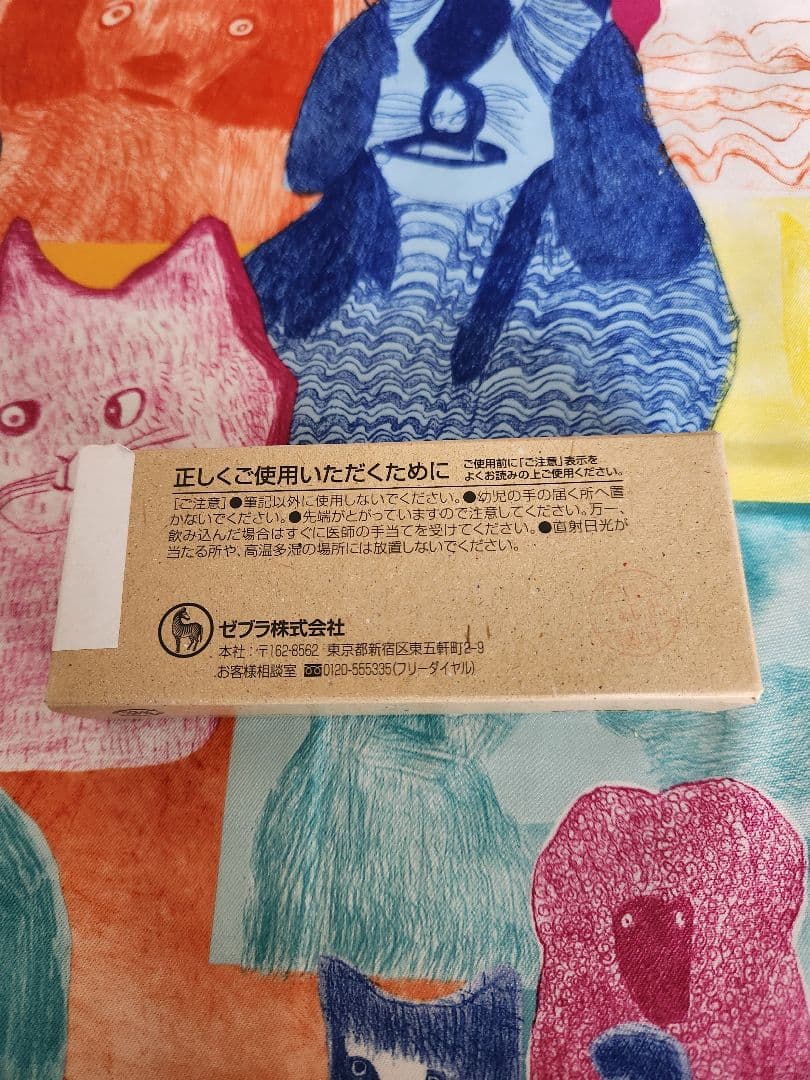 正しくご使用いただくために
ご使用前に「ご注意」表示を
よくお読みの上ご使用ください。
[ご注意]●筆記以外に使用しないでください。●幼児の手の届く所へ置
かないでください。●先端がとがっていますので注意してください。万一、
飲み込んだ場合はすぐに医師の手当てを受けてください。●直射日光が
当たる所や、高温多湿の場所には放置しないでください。
ゼブラ株式会社
本社:〒162-8562 東京都新宿区東五軒町2-9
お客様相談室 0120-555335(フリーダイヤル)